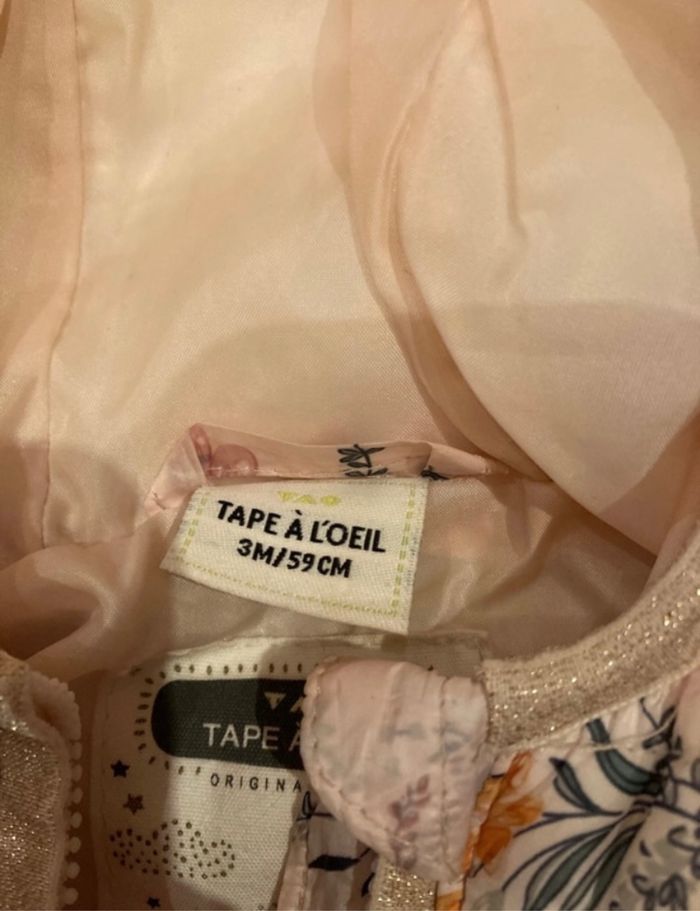 TAO
TAPE À L'OEIL
3M/59CM
TAPE À
ORIGINA